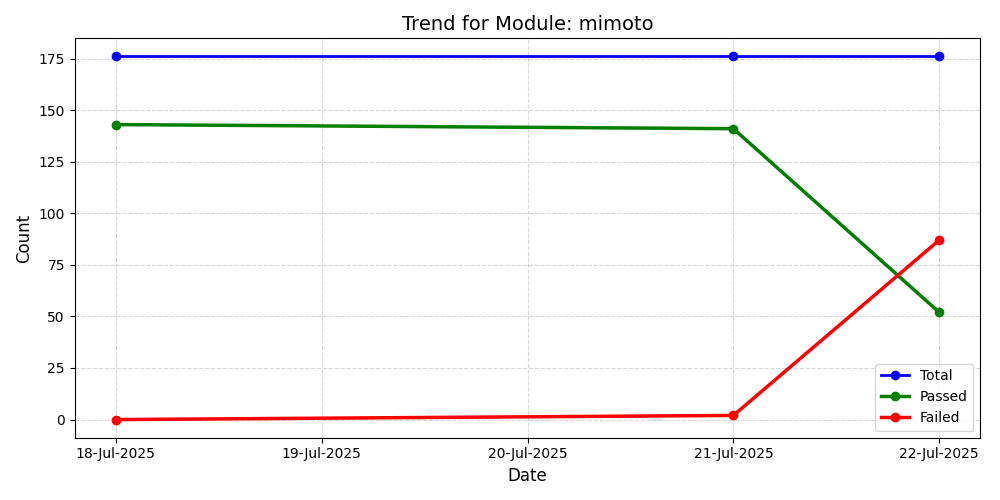 Trend for Module: mimoto
Count
175
150
125
100
75
50
25
0
18-Jul-2025
19-Jul-2025
20-Jul-2025
21-Jul-2025
22-Jul-2025
Date
Total
Passed
Failed